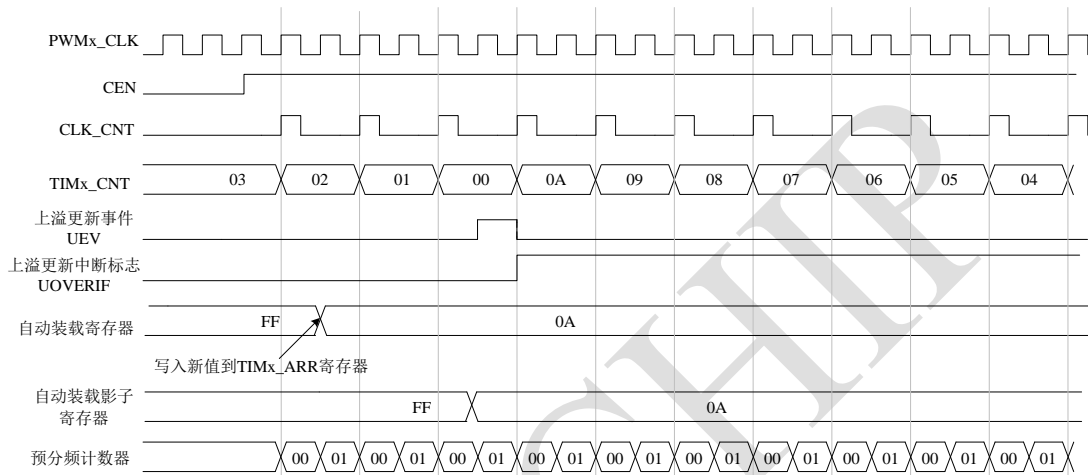 PWMx_CLK
CEN
CLK_CNT
TIMx_CNT
03 02 01 00 0A 09 08 07 06 05 04
上溢更新事件
UEV
上溢更新中断标志
UOVERIF
自动装载寄存器
FF 0A
写入新值到TIMx_ARR寄存器
自动装载影子
寄存器
FF 0A
预分频计数器
00 01 00 01 00 01 00 01 00 01 00 01 00 01 00 01 00 01 00 01
CHIP